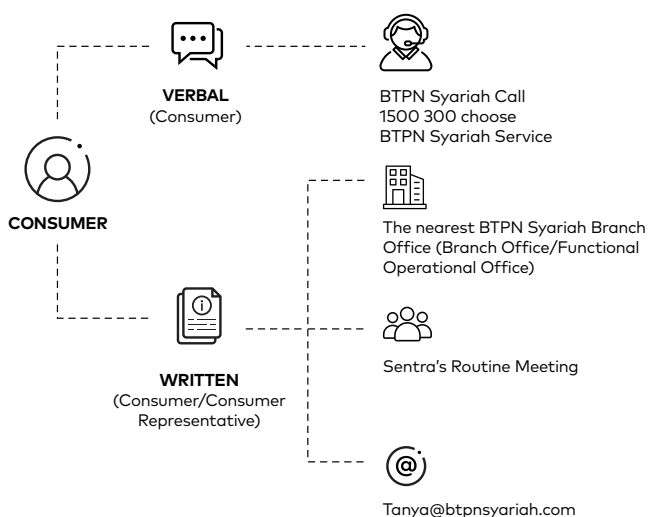 VERBAL
(Consumer)
BTPN Syariah Call
1500 300 choose
BTPN Syariah Service
CONSUMER
The nearest BTPN Syariah Branch
Office (Branch Office/Functional
Operational Office)
WRITTEN
(Consumer/Consumer
Representative)
Sentra's Routine Meeting
Tanya@btpnsyariah.com